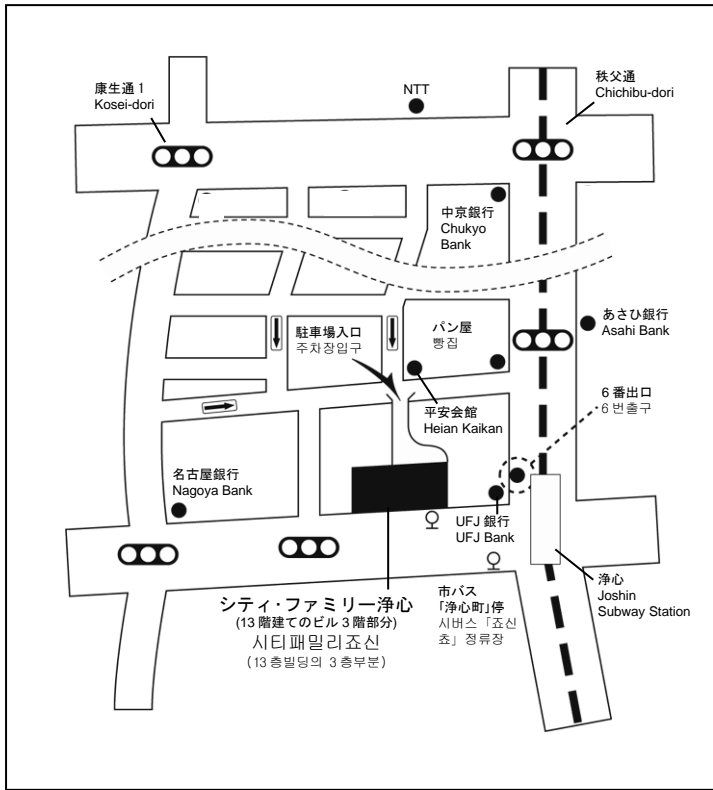 康生通 1
Kosei-dori
NTT
秩父通
Chichibu-dori
中京銀行
Chukyo
Bank
あさひ銀行
Asahi Bank
駐車場入口
주차장입구
パン屋
빵집
6 番出口
6 번출구
平安会館
Heian Kaikan
名古屋銀行
Nagoya Bank
UFJ 銀行
UFJ Bank
シティ・ファミリー浄心
(13 階建てのビル 3 階部分)
시티패밀리죠신
(13 층빌딩의 3 층부분)
市バス
「浄心町」停
시버스「죠신
쵸」정류장
浄心
Joshin
Subway Station